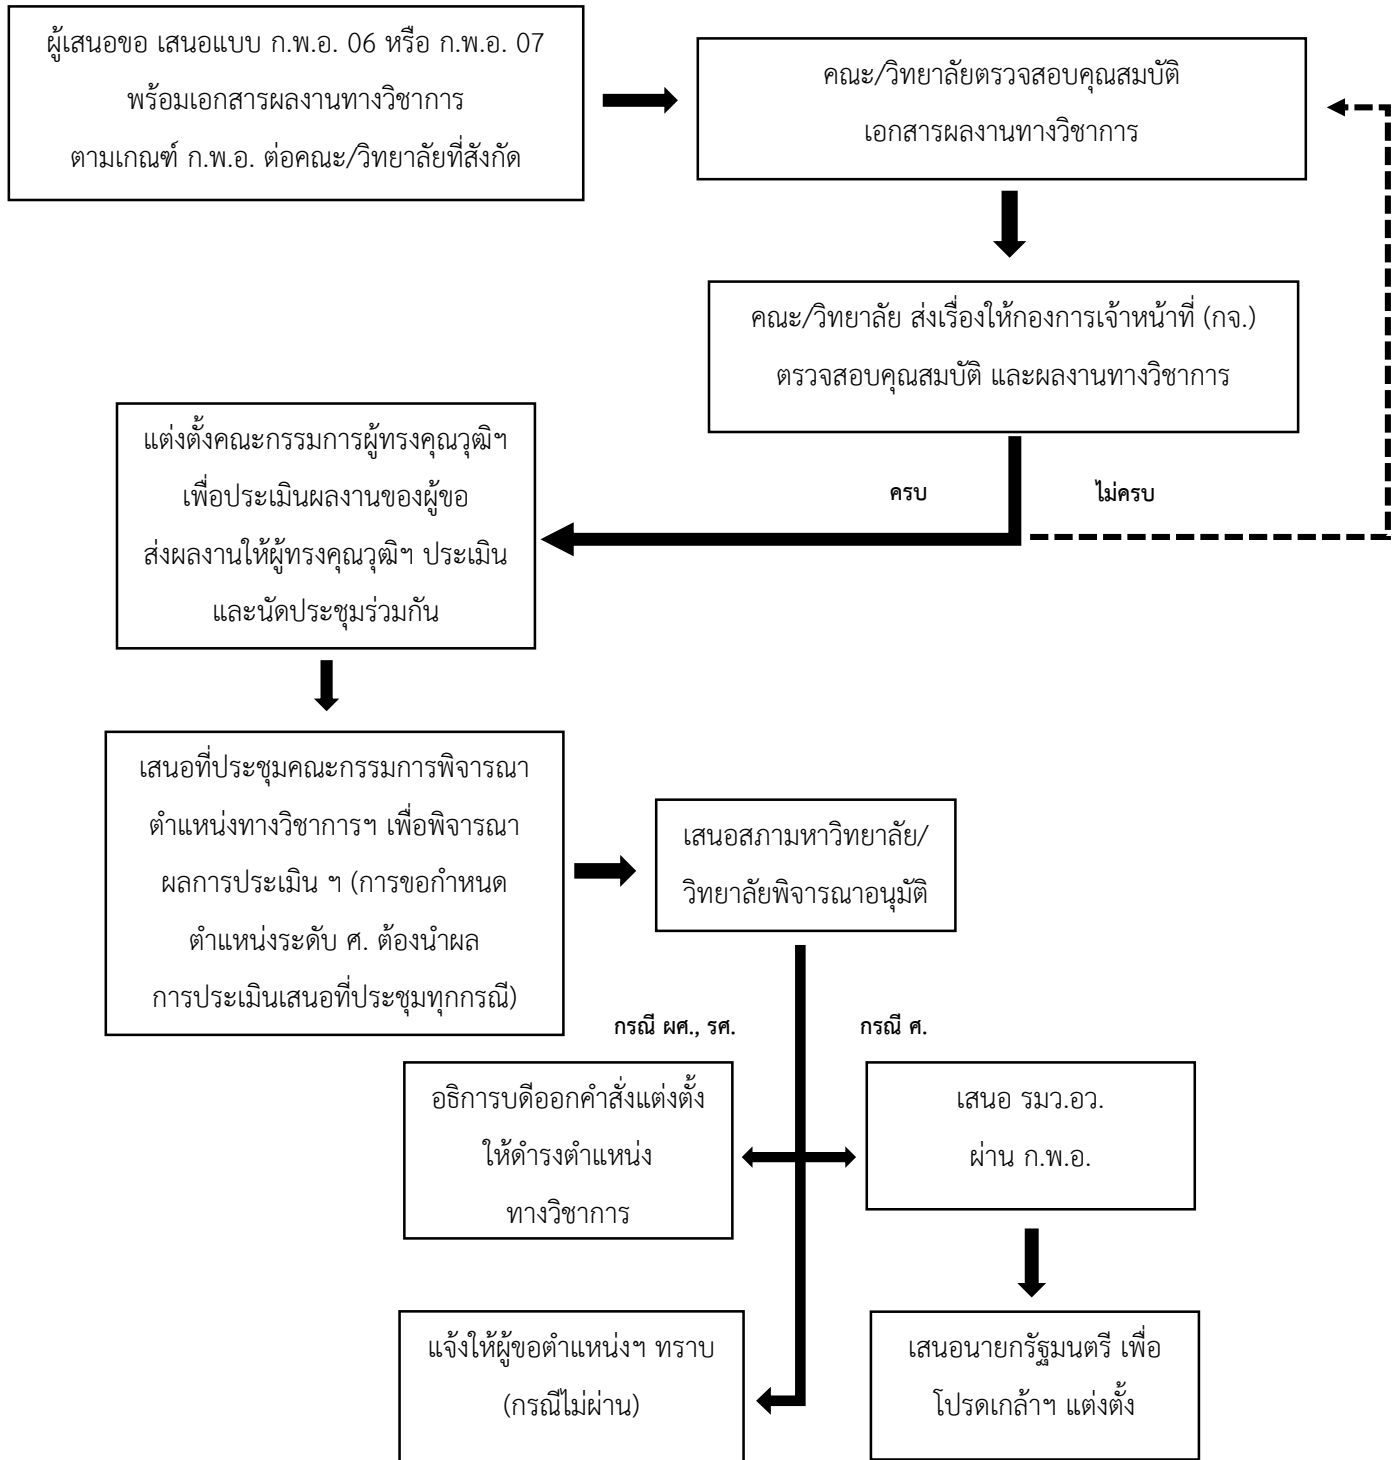 ผู้เสนอขอ เสนอแบบ ก.พ.อ. 06 หรือ ก.พ.อ. 07
พร้อมเอกสารผลงานทางวิชาการ
ตามเกณฑ์ ก.พ.อ. ต่อคณะ/วิทยาลัยที่สังกัด
คณะ/วิทยาลัยตรวจสอบคุณสมบัติ
เอกสารผลงานทางวิชาการ
คณะ/วิทยาลัย ส่งเรื่องให้กองการเจ้าหน้าที่ (กจ.)
ตรวจสอบคุณสมบัติ และผลงานทางวิชาการ
ครบ
ไม่ครบ
แต่งตั้งคณะกรรมการผู้ทรงคุณวุฒิฯ
เพื่อประเมินผลงานของผู้ขอ
ส่งผลงานให้ผู้ทรงคุณวุฒิฯ ประเมิน
และนัดประชุมร่วมกัน
เสนอที่ประชุมคณะกรรมการพิจารณา
ตำแหน่งทางวิชาการฯ เพื่อพิจารณา
ผลการประเมิน ฯ (การขอกำหนด
ตำแหน่งระดับ ศ. ต้องนำผล
การประเมินเสนอที่ประชุมทุกกรณี)
เสนอสภามหาวิทยาลัย/
วิทยาลัยพิจารณาอนุมัติ
กรณี ผศ., รศ.
กรณี ศ.
อธิการบดีออกคำสั่งแต่งตั้ง
ให้ดำรงตำแหน่ง
ทางวิชาการ
เสนอ รมว.อว.
ผ่าน ก.พ.อ.
แจ้งให้ผู้ขอตำแหน่งฯ ทราบ
(กรณีไม่ผ่าน)
เสนอนายกรัฐมนตรี เพื่อ
โปรดเกล้าฯ แต่งตั้ง